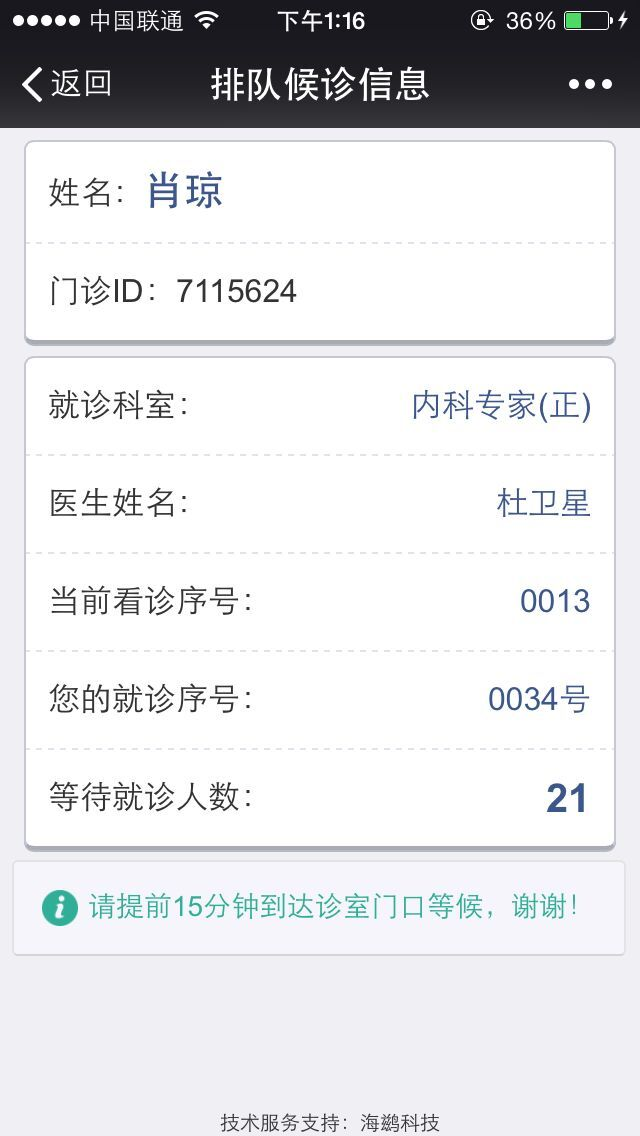 中国联通 下午1:16 36%
返回 排队候诊信息
姓名: 肖琼
门诊ID: 7115624
就诊科室: 内科专家(正)
医生姓名: 杜卫星
当前看诊序号: 0013
您的就诊序号: 0034号
等待就诊人数: 21
请提前15分钟到达诊室门口等候，谢谢！
技术服务支持：海鹚科技